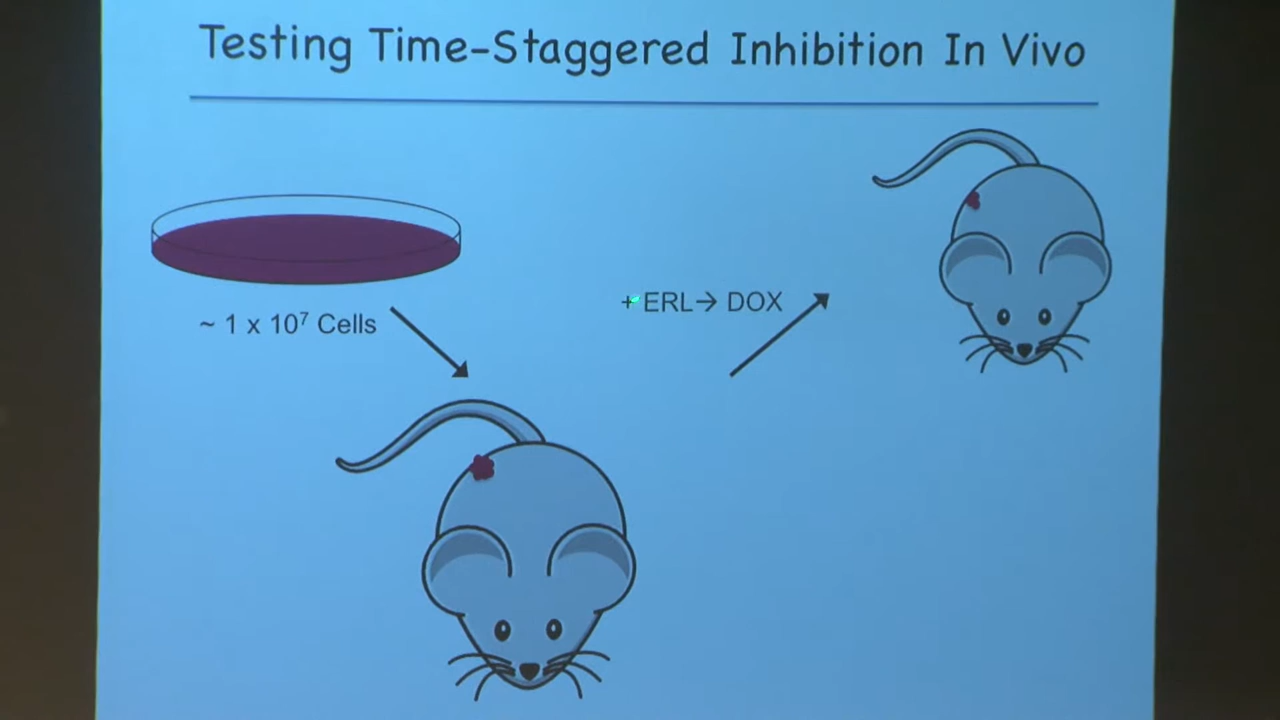 Testing Time-Staggered Inhibition In Vivo
~ 1 x 10⁷ Cells
+ ERL→ DOX